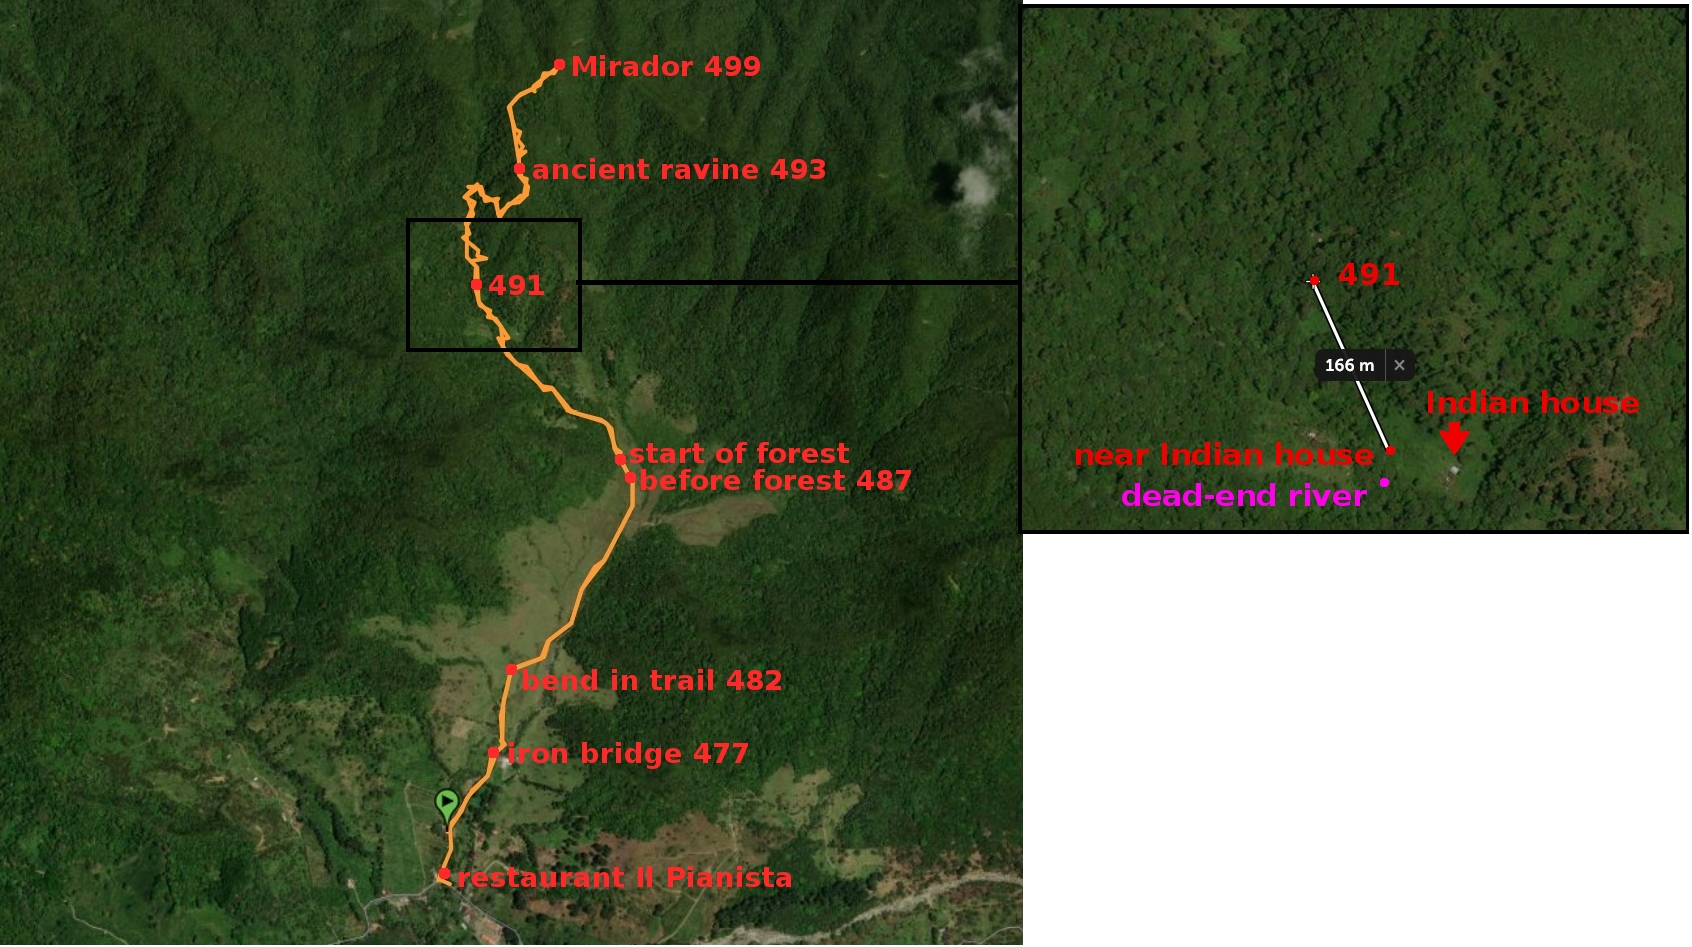 Mirador 499
ancient ravine 493
491
start of forest
before forest 487
bend in trail 482
iron bridge 477
restaurant Il Pianista
491
166 m ×
Indian house
near Indian house
dead-end river